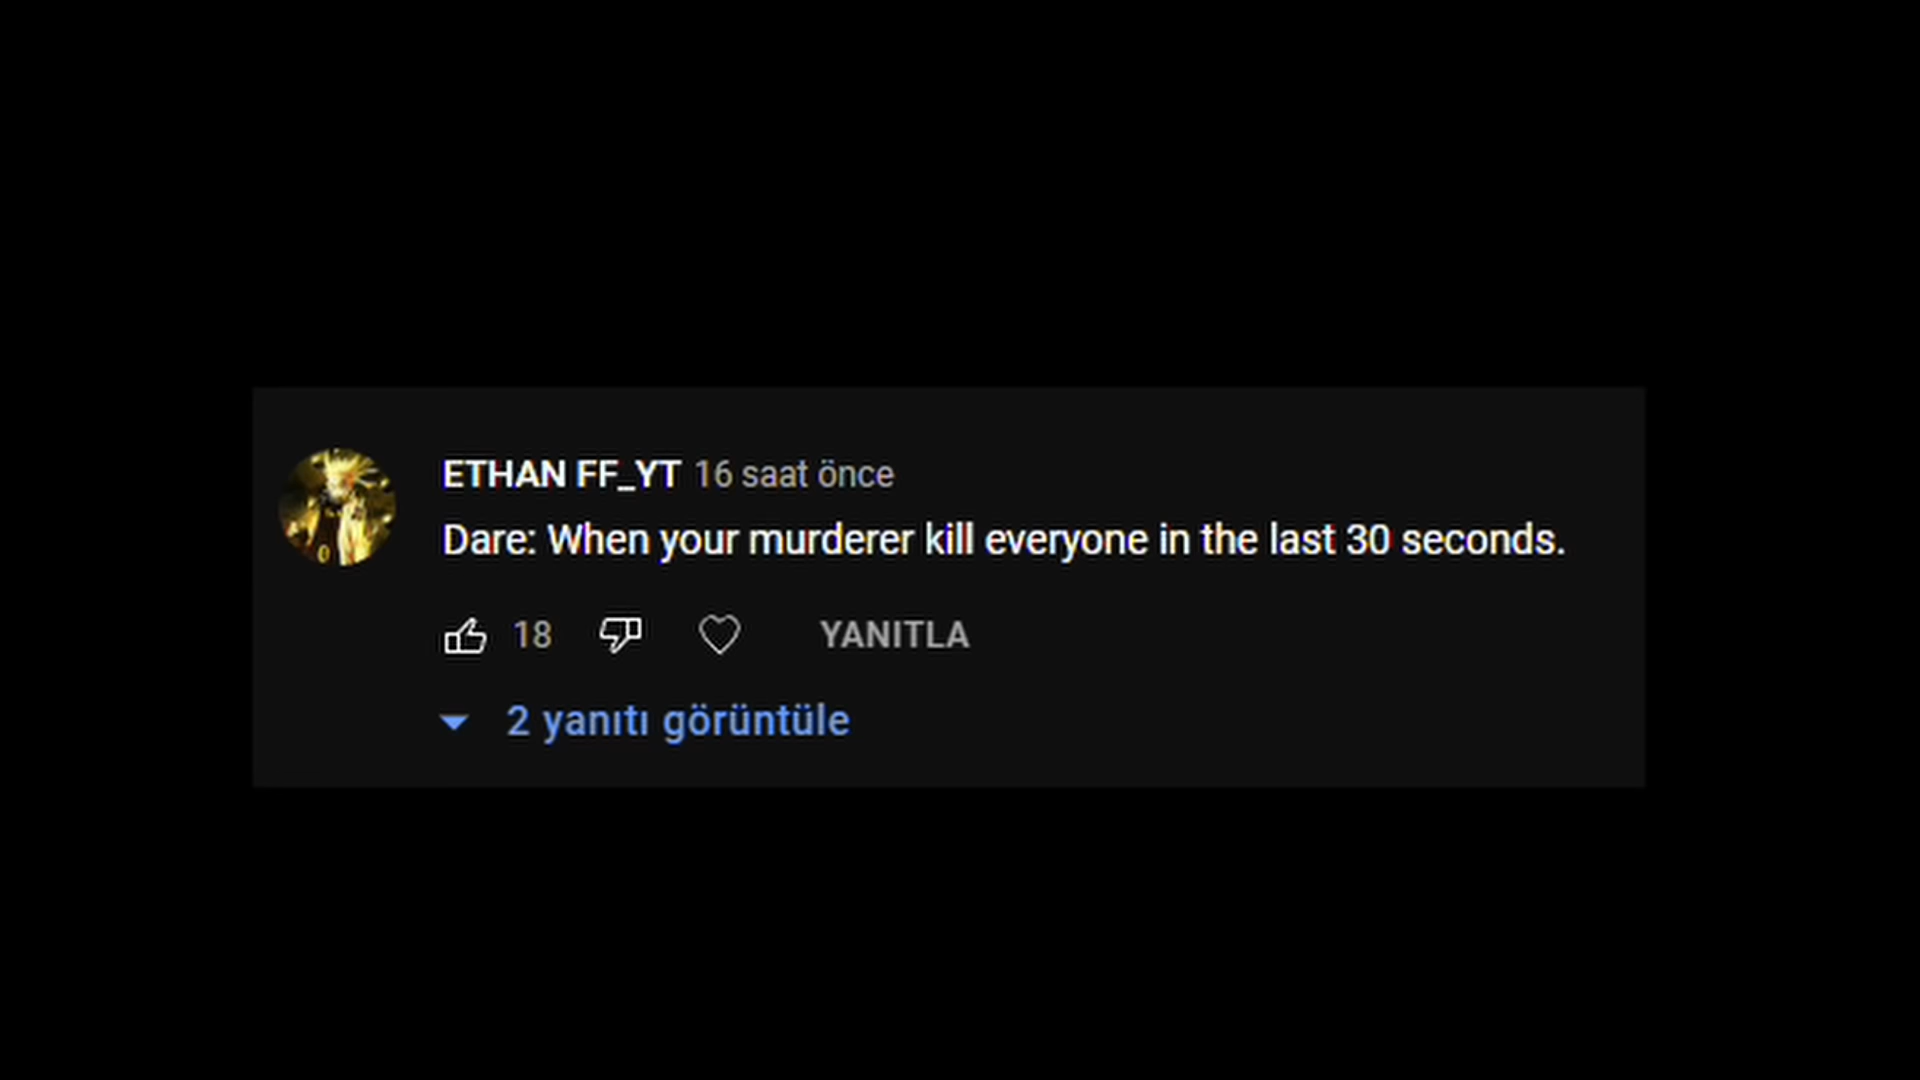 ETHAN FF_YT 16 saat önce
Dare: When your murderer kill everyone in the last 30 seconds.
18 YANITLA
2 yanıtı görüntüle